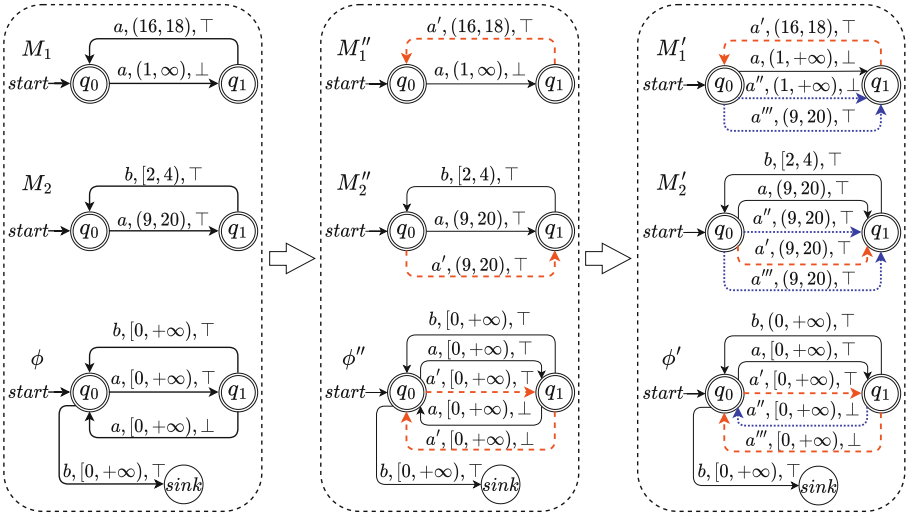 M₁
a, (16, 18), ⊤
start
q₀
a, (1, ∞), ⊥
q₁
M₂
b, [2, 4), ⊤
start
q₀
a, (9, 20), ⊤
q₁
ϕ
b, [0, +∞), ⊤
start
q₀
a, [0, +∞), ⊤
q₁
a, [0, +∞), ⊥
b, [0, +∞), ⊤
sink
M₁″
a′, (16, 18), ⊤
start
q₀
a, (1, ∞), ⊥
q₁
M₂″
b, [2, 4), ⊤
start
q₀
a, (9, 20), ⊤
q₁
a′, (9, 20), ⊤
ϕ″
b, [0, +∞), ⊤
a, [0, +∞), ⊤
start
q₀
a′, [0, +∞), ⊤
q₁
a, [0, +∞), ⊥
a′, [0, +∞), ⊥
b, [0, +∞), ⊤
sink
M₁′
a′, (16, 18), ⊤
a, (1, +∞), ⊥
start
q₀
q₁
a″, (1, +∞), ⊥
a‴, (9, 20), ⊤
M₂′
b, [2, 4), ⊤
a, (9, 20), ⊤
start
q₀
a″, (9, 20), ⊤
q₁
a′, (9, 20), ⊤
a‴, (9, 20), ⊤
ϕ′
b, (0, +∞), ⊤
a, [0, +∞), ⊤
start
q₀
a′, [0, +∞), ⊤
q₁
a″, [0, +∞), ⊥
a‴, [0, +∞), ⊥
b, [0, +∞), ⊤
sink